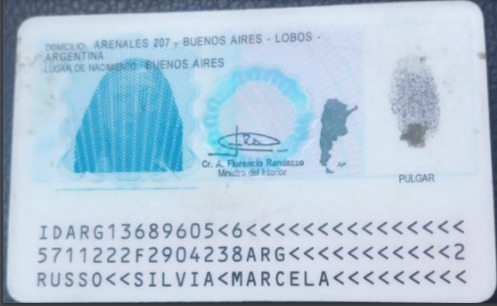 DOMICILIO: ARENALES 207 - BUENOS AIRES - LOBOS -
ARGENTINA
LUGAR DE NACIMIENTO: BUENOS AIRES
Cr. A. Florencio Randazzo
Ministro del Interior
PULGAR
IDARG13689605<6<<<<<<<<<<<<<<<
5711222F2904238ARG<<<<<<<<<<<2
RUSSO<<SILVIA<MARCELA<<<<<<<<<